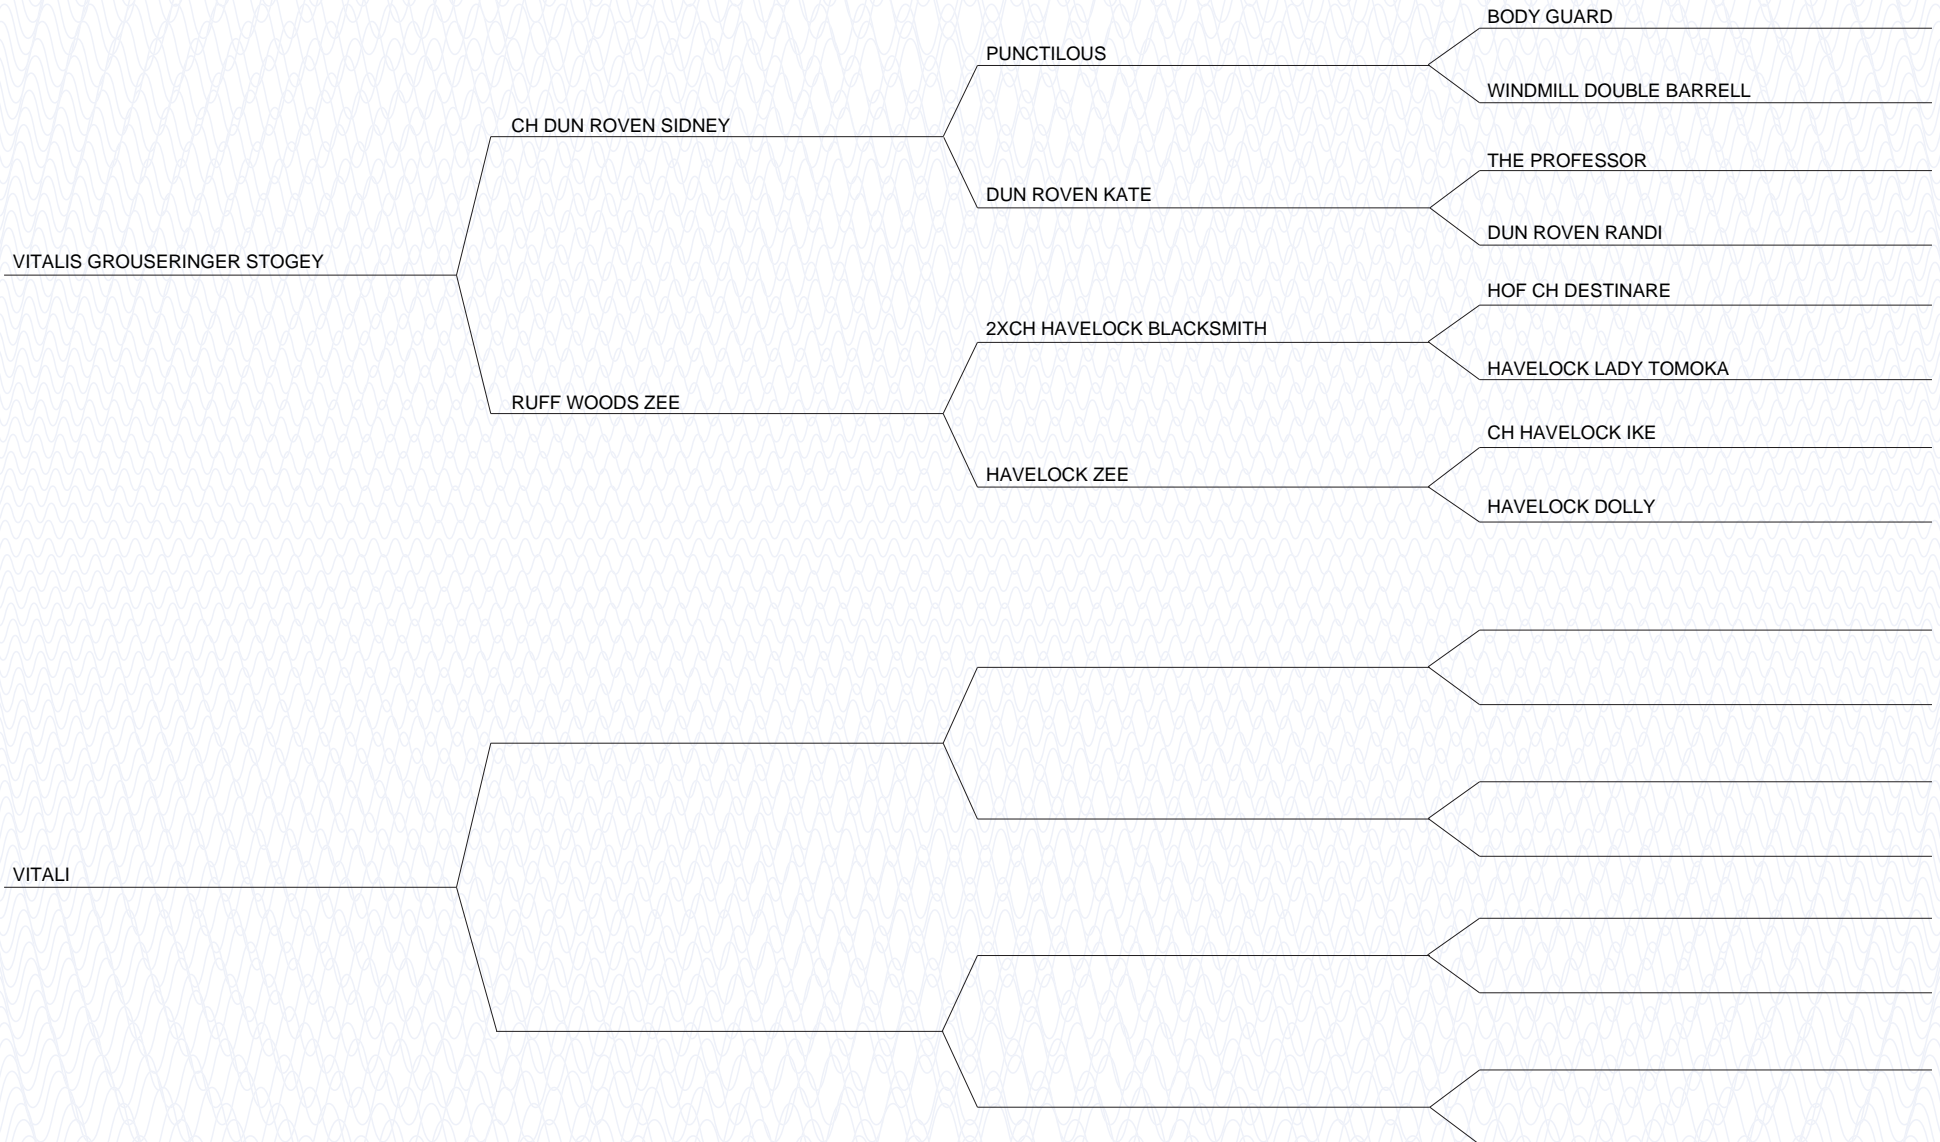 BODY GUARD
PUNCTILOUS
WINDMILL DOUBLE BARRELL
CH DUN ROVEN SIDNEY
THE PROFESSOR
DUN ROVEN KATE
DUN ROVEN RANDI
VITALIS GROUSERINGER STOGEY
HOF CH DESTINARE
2XCH HAVELOCK BLACKSMITH
HAVELOCK LADY TOMOKA
RUFF WOODS ZEE
CH HAVELOCK IKE
HAVELOCK ZEE
HAVELOCK DOLLY
VITALI